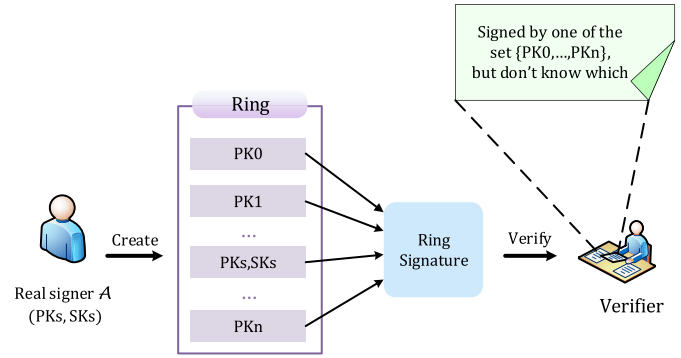 Signed by one of the
set {PK0,...,PKn},
but don't know which
Ring
PK0
PK1
...
PKs,SKs
...
PKn
Create
Real signer 𝒜
(PKs, SKs)
Ring
Signature
Verify
Verifier